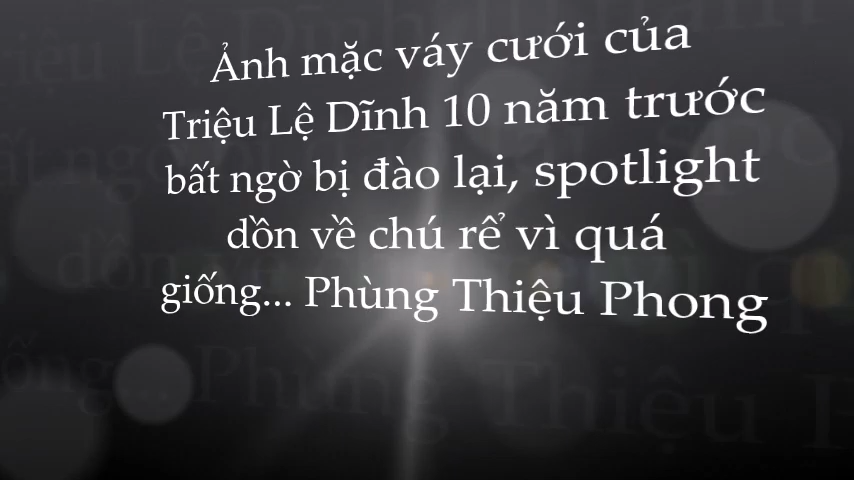 Ảnh mặc váy cưới của
Triệu Lệ Dĩnh 10 năm trước
bất ngờ bị đào lại, spotlight
dồn về chú rể vì quá
giống... Phùng Thiệu Phong